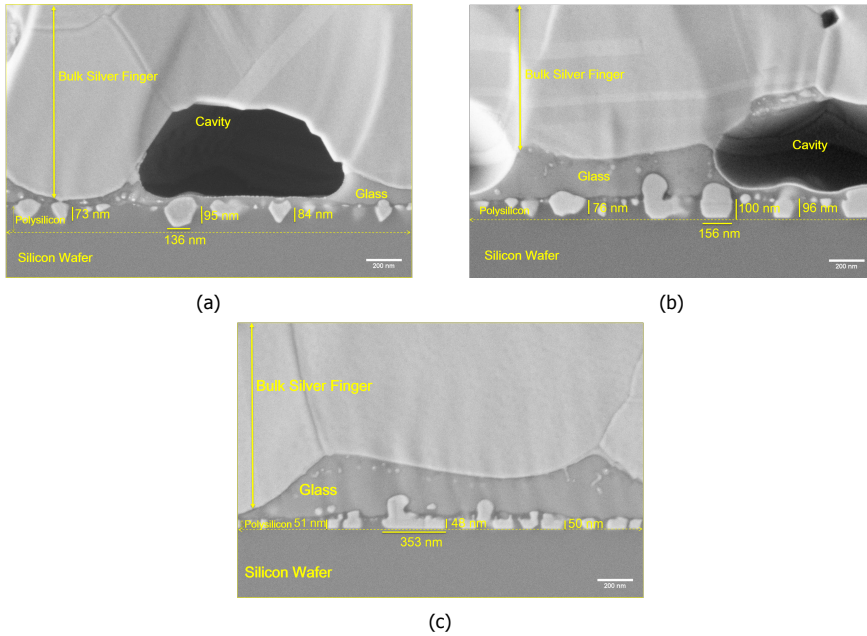 Bulk Silver Finger
Cavity
Glass
Polysilicon
73 nm
95 nm
84 nm
136 nm
Silicon Wafer
200 nm
(a)
Bulk Silver Finger
Cavity
Glass
Polysilicon
76 nm
100 nm
96 nm
156 nm
Silicon Wafer
200 nm
(b)
Bulk Silver Finger
Glass
Polysilicon
51 nm
48 nm
50 nm
353 nm
Silicon Wafer
200 nm
(c)